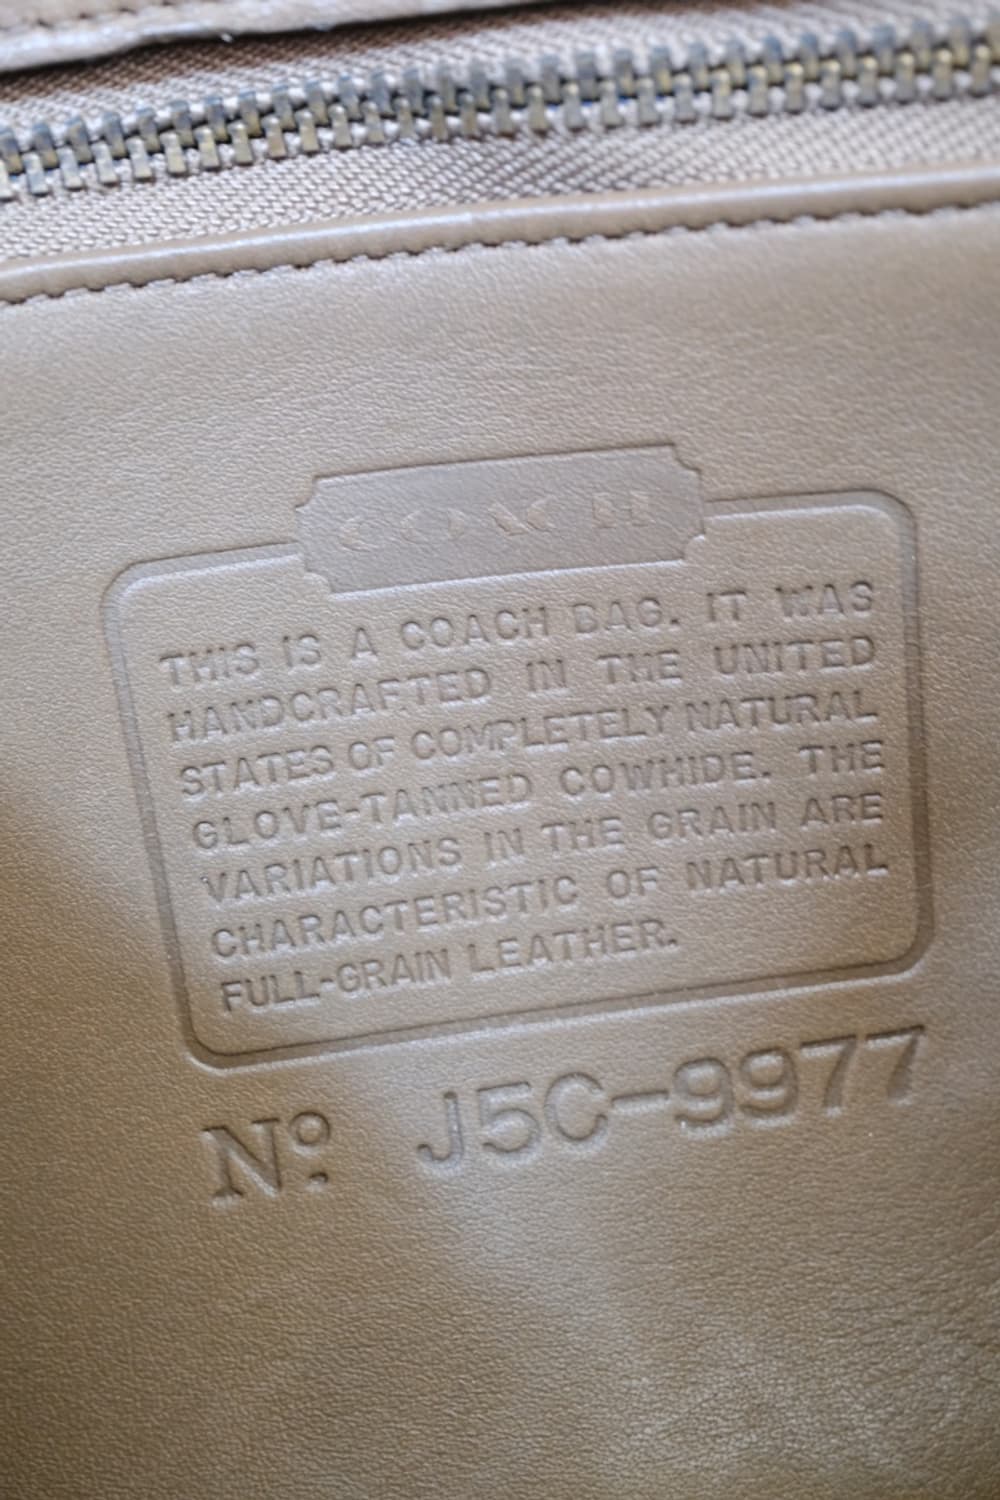 COACH
THIS IS A COACH BAG. IT WAS
HANDCRAFTED IN THE UNITED
STATES OF COMPLETELY NATURAL
GLOVE-TANNED COWHIDE. THE
VARIATIONS IN THE GRAIN ARE
CHARACTERISTIC OF NATURAL
FULL-GRAIN LEATHER.
Nº J5C-9977